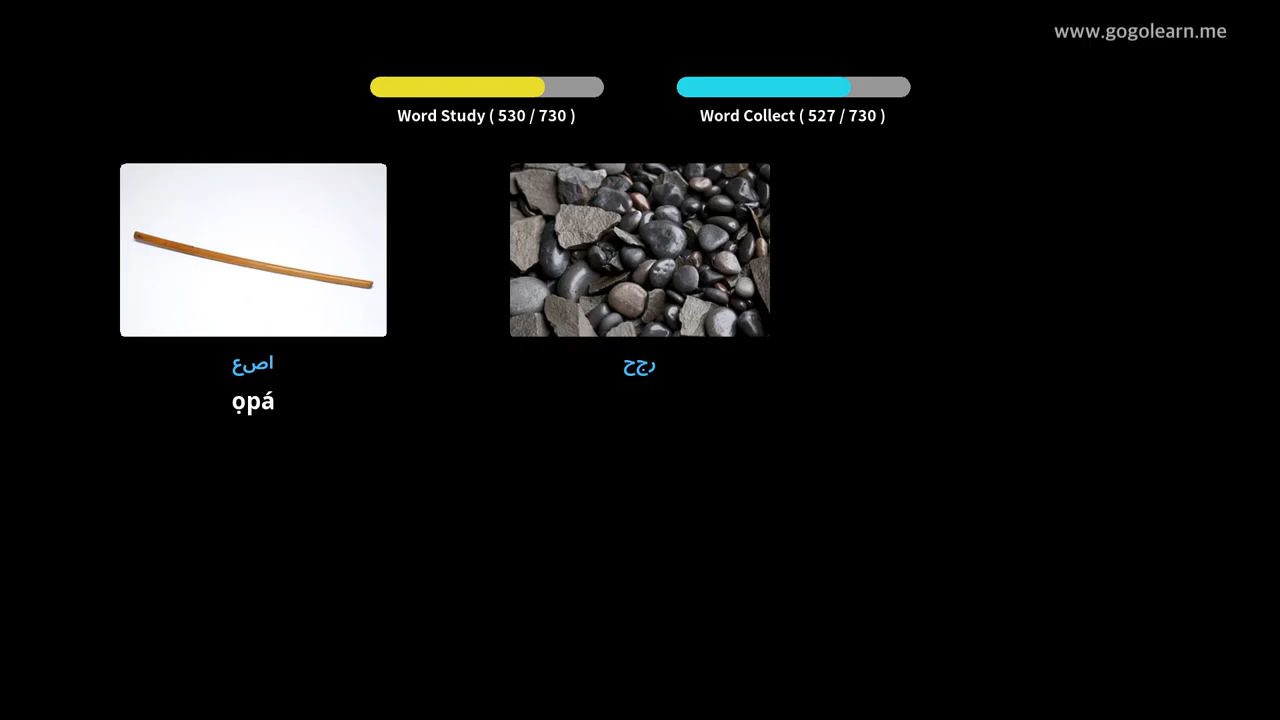 www.gogolearn.me
Word Study ( 530 / 730 )
Word Collect ( 527 / 730 )
اصع
رجح
ọpá